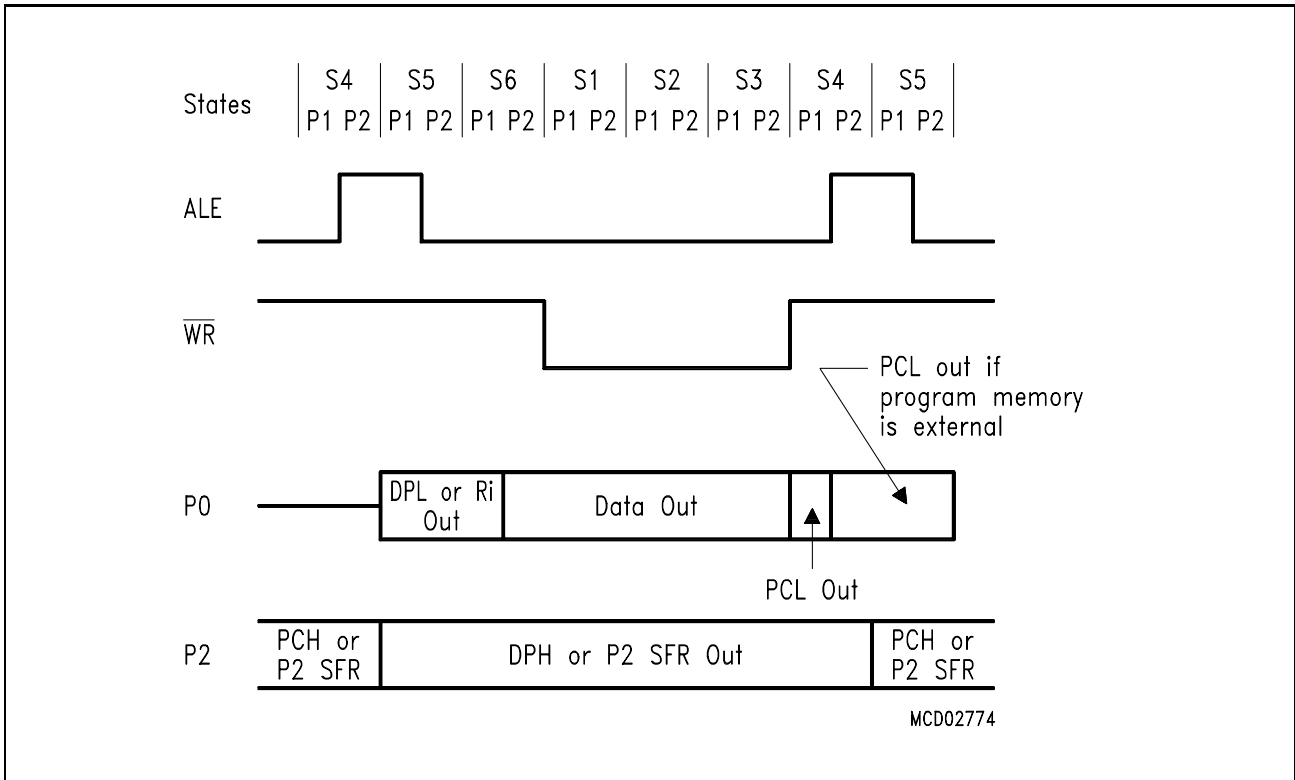 S4 S5 S6 S1 S2 S3 S4 S5
States
P1 P2 P1 P2 P1 P2 P1 P2 P1 P2 P1 P2 P1 P2 P1 P2
ALE
WR
PCL out if
program memory
is external
P0
DPL or Ri
Out
Data Out
PCL Out
P2
PCH or
P2 SFR
DPH or P2 SFR Out
PCH or
P2 SFR
MCD02774